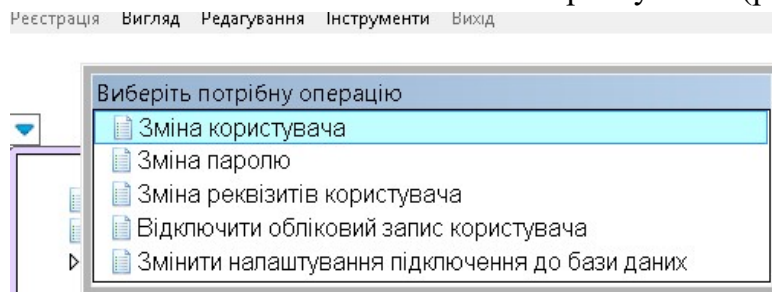 Реєстрація Вигляд Редагування Інструменти Вихід
Виберіть потрібну операцію
Зміна користувача
Зміна паролю
Зміна реквізитів користувача
Відключити обліковий запис користувача
Змінити налаштування підключення до бази даних